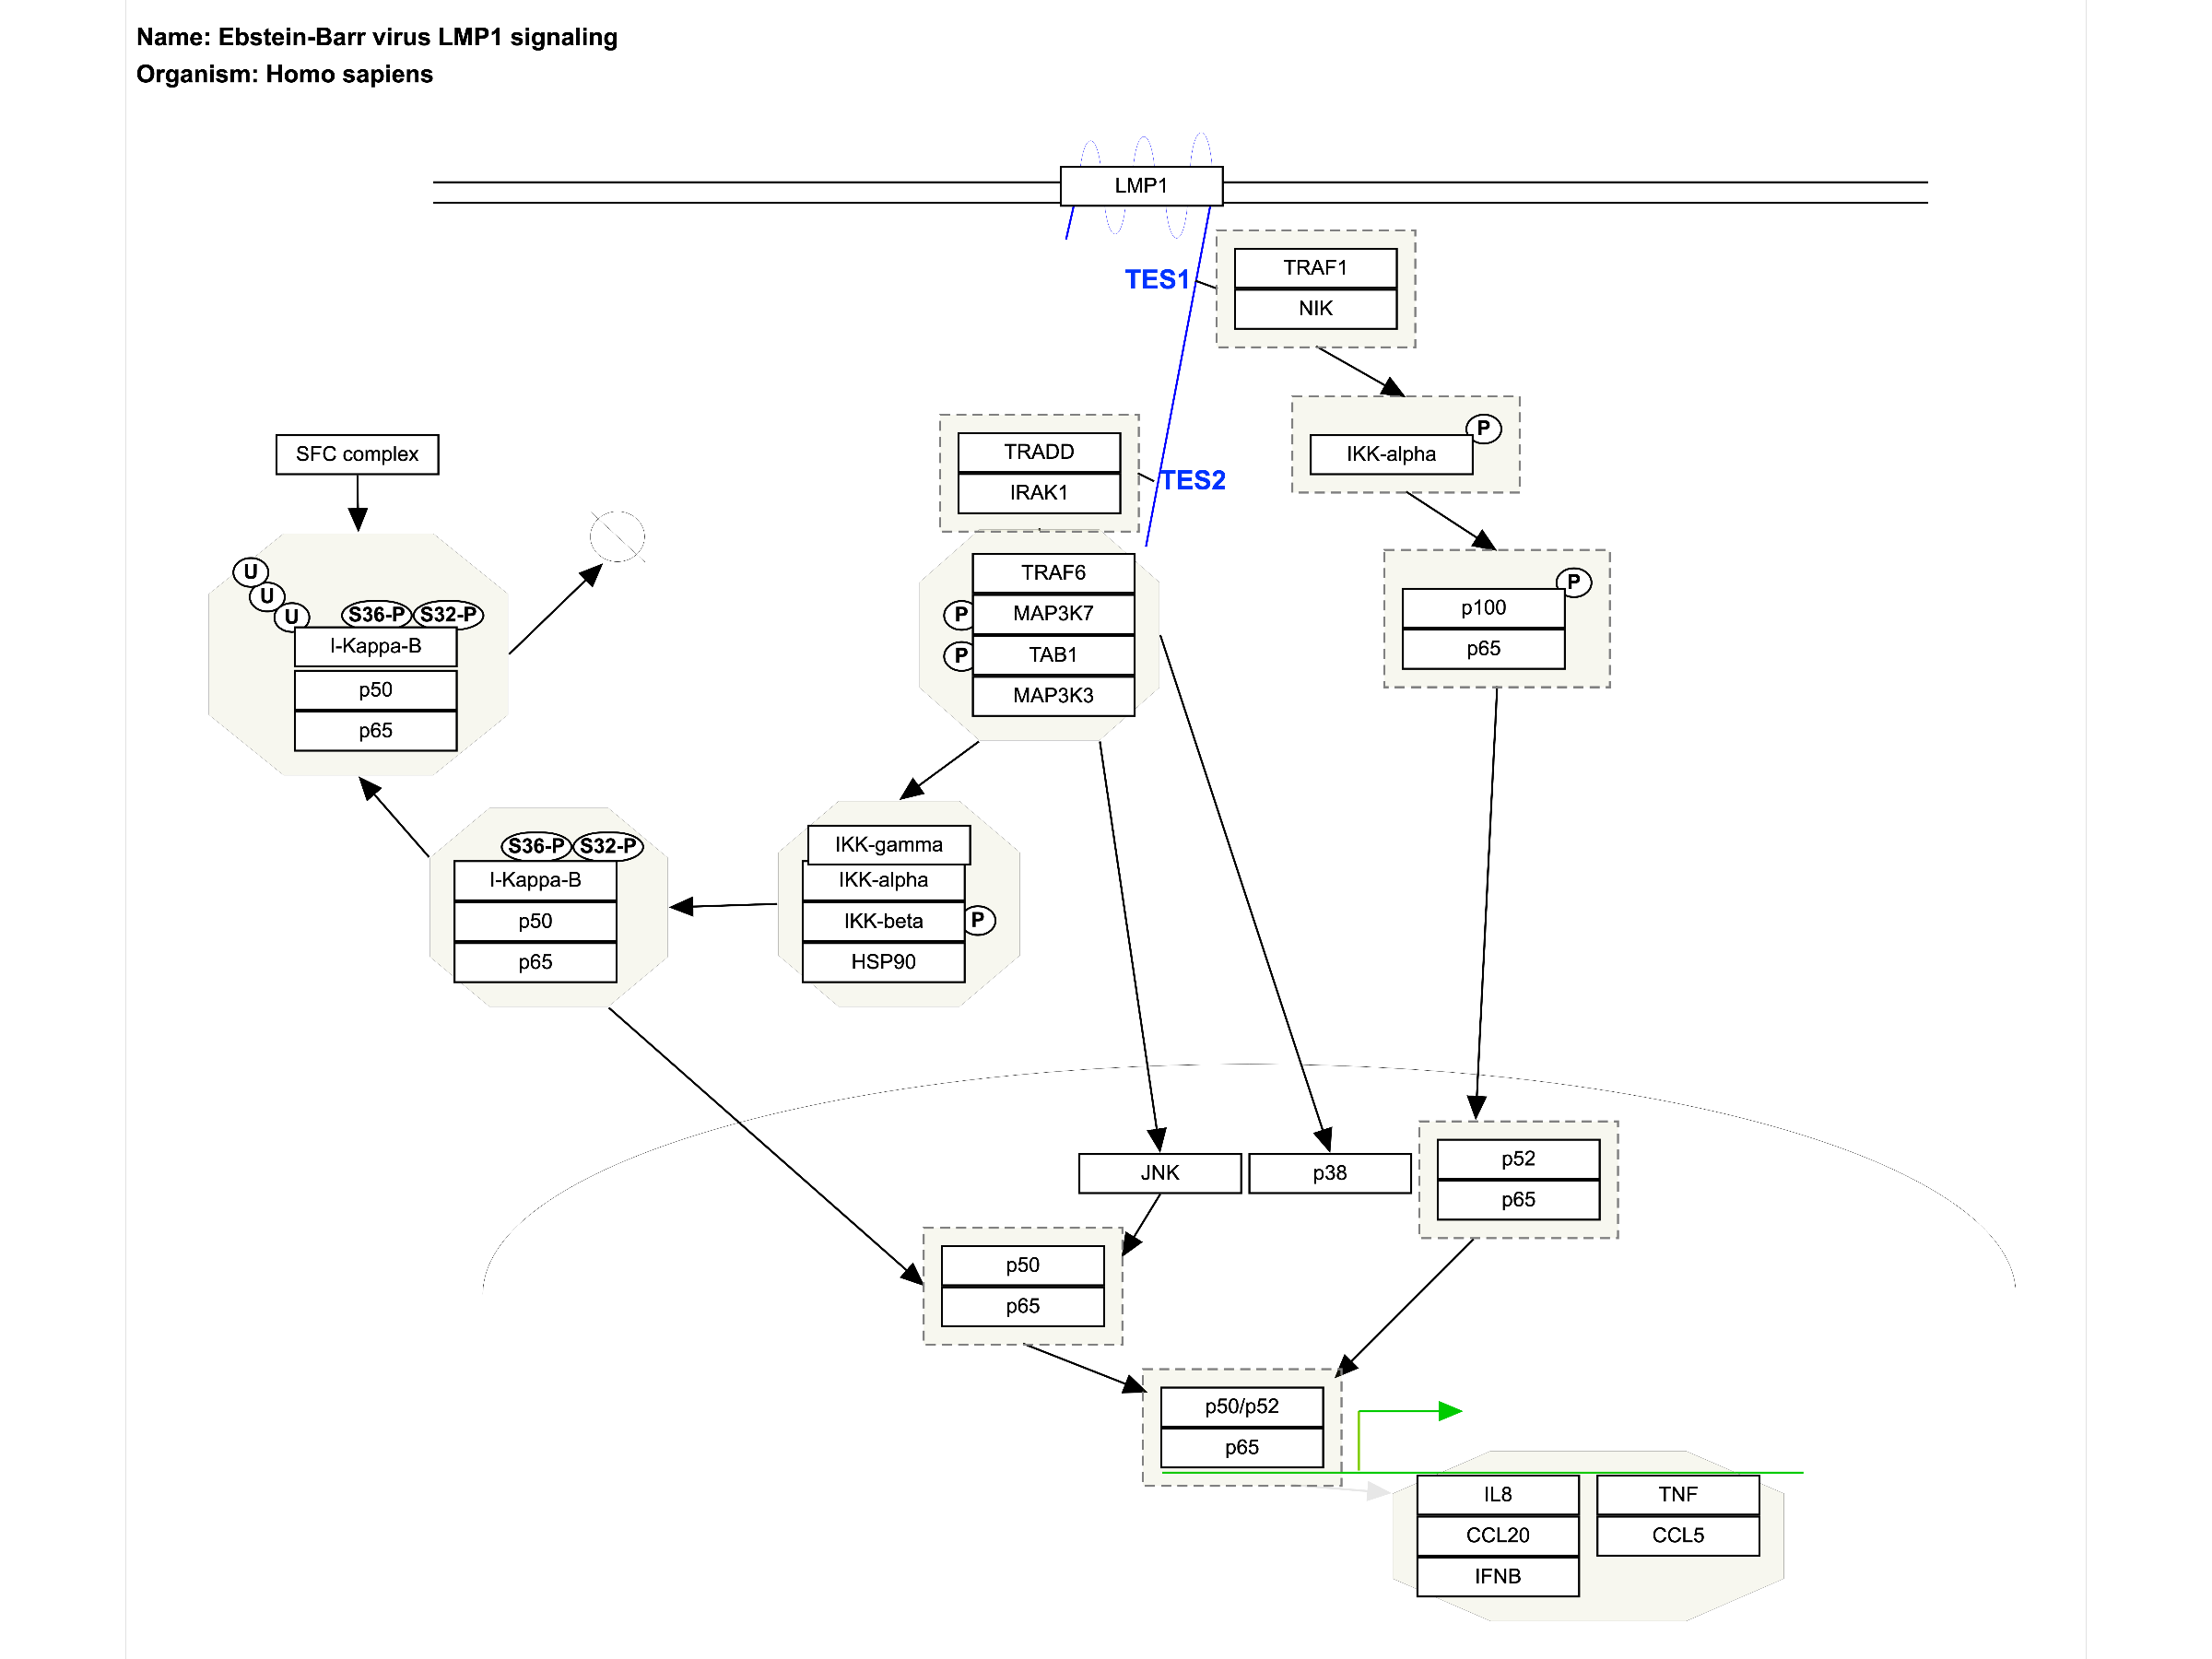 Name: Ebstein-Barr virus LMP1 signaling
Organism: Homo sapiens
LMP1
TES1
TRAF1
NIK
TRADD
IRAK1
TES2
P
IKK-alpha
SFC complex
U
U
U
S36-P S32-P
I-Kappa-B
p50
p65
TRAF6
P MAP3K7
P TAB1
MAP3K3
P
p100
p65
S36-P S32-P
I-Kappa-B
p50
p65
IKK-gamma
IKK-alpha
IKK-beta P
HSP90
JNK
p38
p52
p65
p50
p65
p50/p52
p65
IL8
CCL20
IFNB
TNF
CCL5